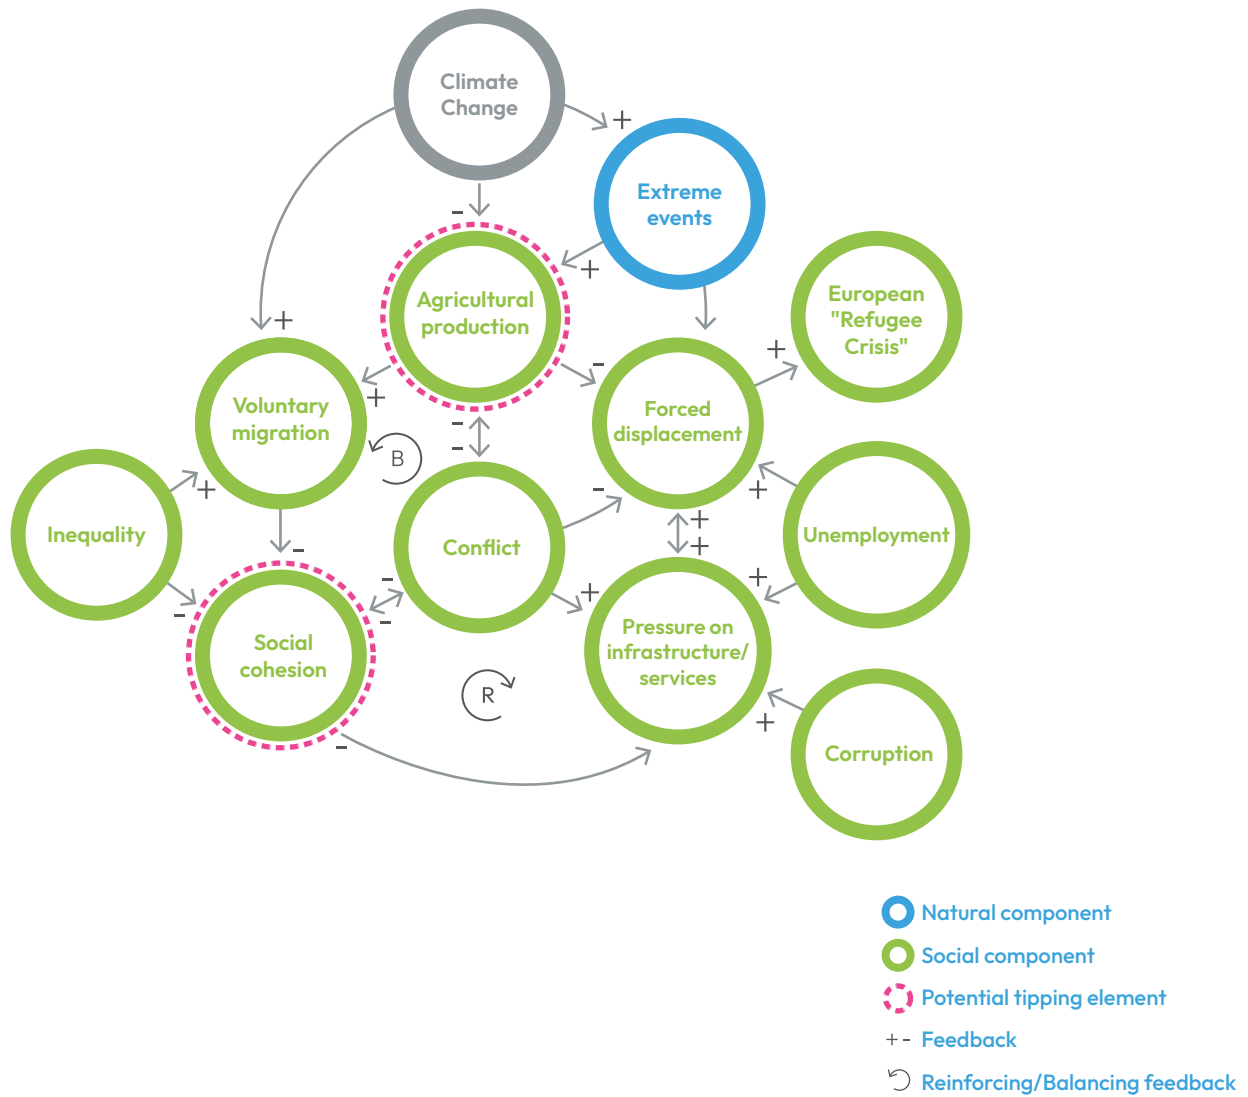 Climate
Change
+
-
Extreme
events
+
Agricultural
production
European
"Refugee
Crisis"
+
+
-
+
Voluntary
migration
Forced
displacement
-
-
B
-
+
+
+
Inequality
Conflict
Unemployment
+
+
-
-
-
-
+
+
Social
cohesion
Pressure on
infrastructure/
services
R
+
-
Corruption
Natural component
Social component
Potential tipping element
+ - Feedback
Reinforcing/Balancing feedback